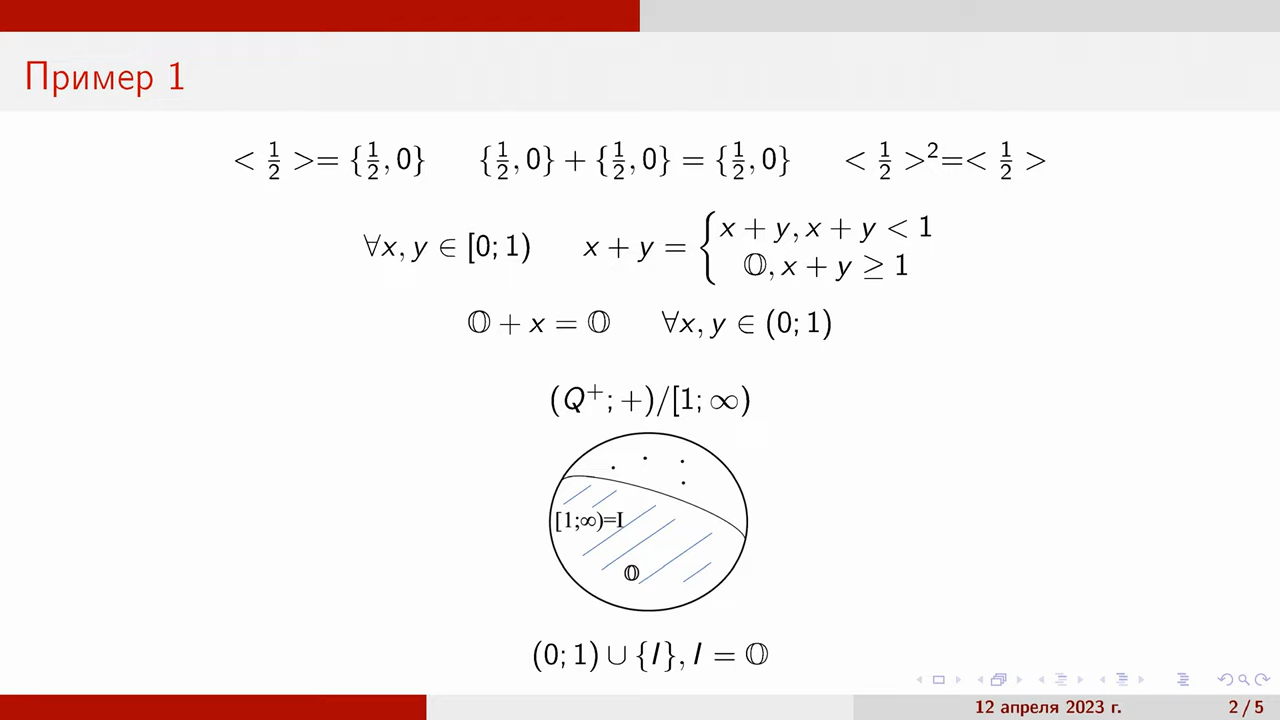 Пример 1
< 1/2 >= {1/2, 0} {1/2, 0} + {1/2, 0} = {1/2, 0} < 1/2 >²=< 1/2 >
∀x, y ∈ [0; 1) x + y = { x + y, x + y < 1
𝕆, x + y ≥ 1
𝕆 + x = 𝕆 ∀x, y ∈ (0; 1)
(Q⁺; +)/[1; ∞)
[1;∞)=I
𝕆
(0; 1) ∪ {I}, I = 𝕆
12 апреля 2023 г. 2 / 5